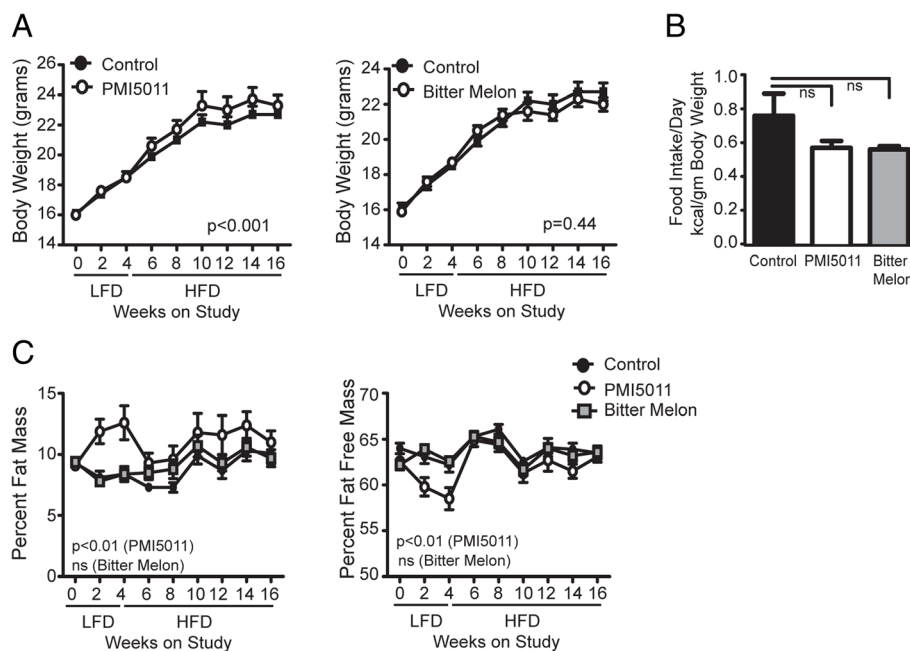 A
Control
PMI5011
Body Weight (grams)
26
24
22
20
18
16
14
p<0.001
0 2 4 6 8 10 12 14 16
LFD HFD
Weeks on Study
Control
Bitter Melon
Body Weight (grams)
26
24
22
20
18
16
14
p=0.44
0 2 4 6 8 10 12 14 16
LFD HFD
Weeks on Study
B
Food Intake/Day
kcal/gm Body Weight
1.0
0.8
0.6
0.4
0.2
0.0
ns
ns
Control PMI5011 Bitter
Melon
C
Percent Fat Mass
15
10
5
0
p<0.01 (PMI5011)
ns (Bitter Melon)
0 2 4 6 8 10 12 14 16
LFD HFD
Weeks on Study
Control
PMI5011
Bitter Melon
Percent Fat Free Mass
70
65
60
55
50
p<0.01 (PMI5011)
ns (Bitter Melon)
0 2 4 6 8 10 12 14 16
LFD HFD
Weeks on Study